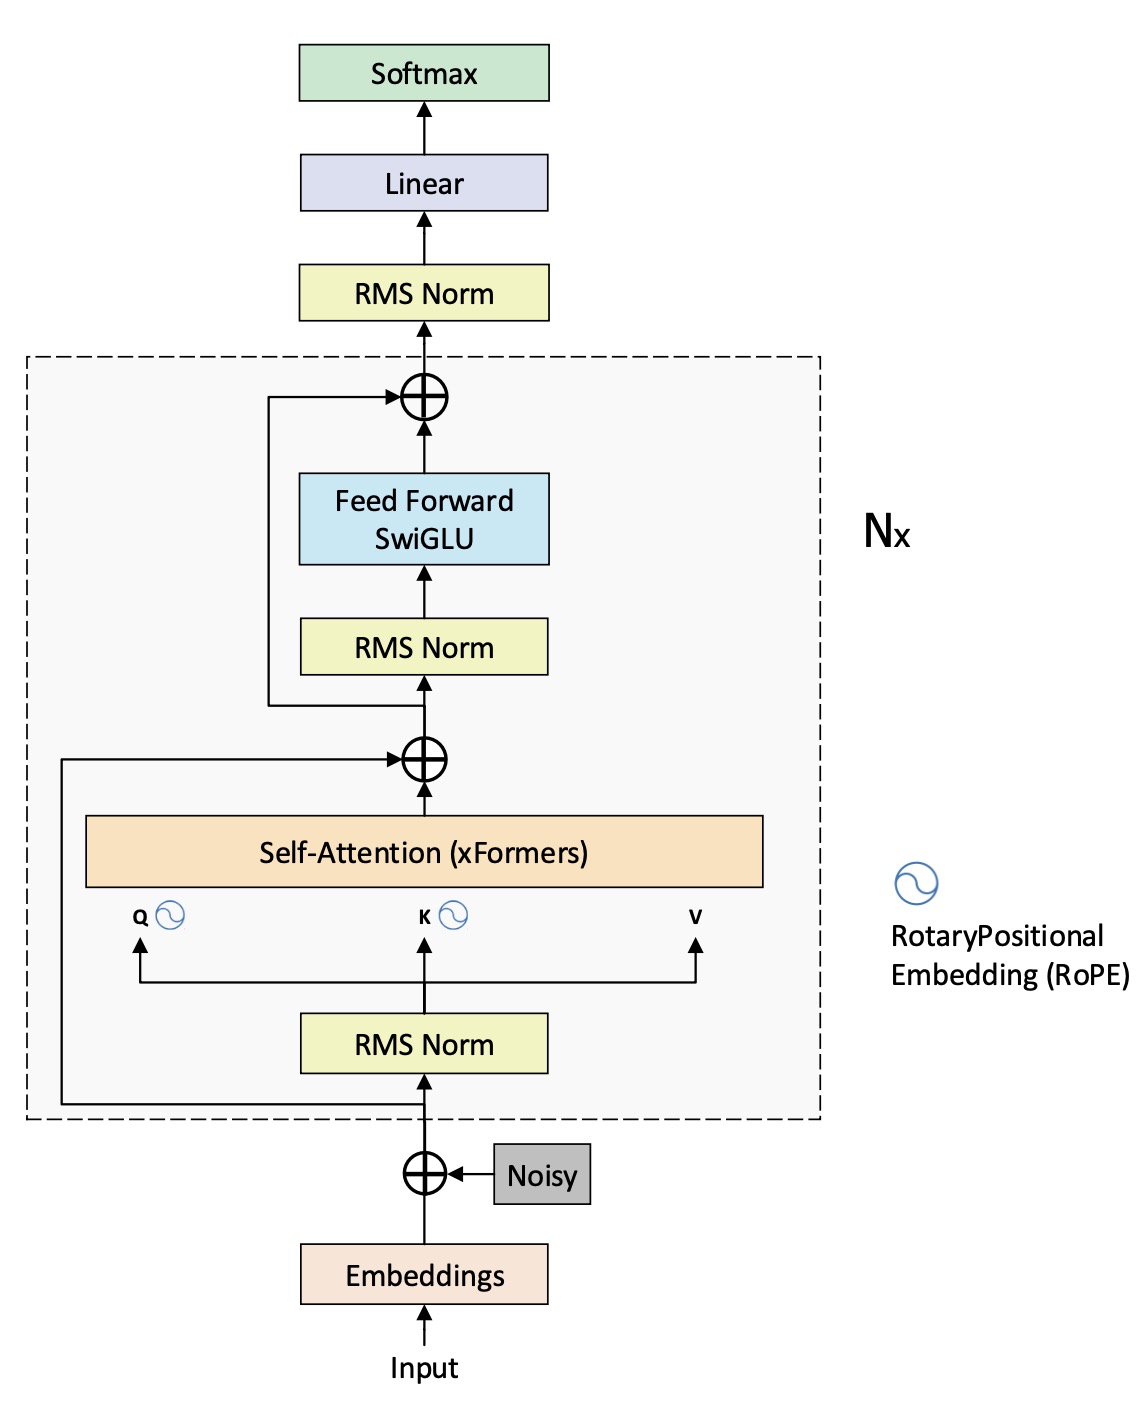 Softmax
Linear
RMS Norm
Feed Forward
SwiGLU
Nx
RMS Norm
Self-Attention (xFormers)
Q
K
V
RotaryPositional
Embedding (RoPE)
RMS Norm
Noisy
Embeddings
Input